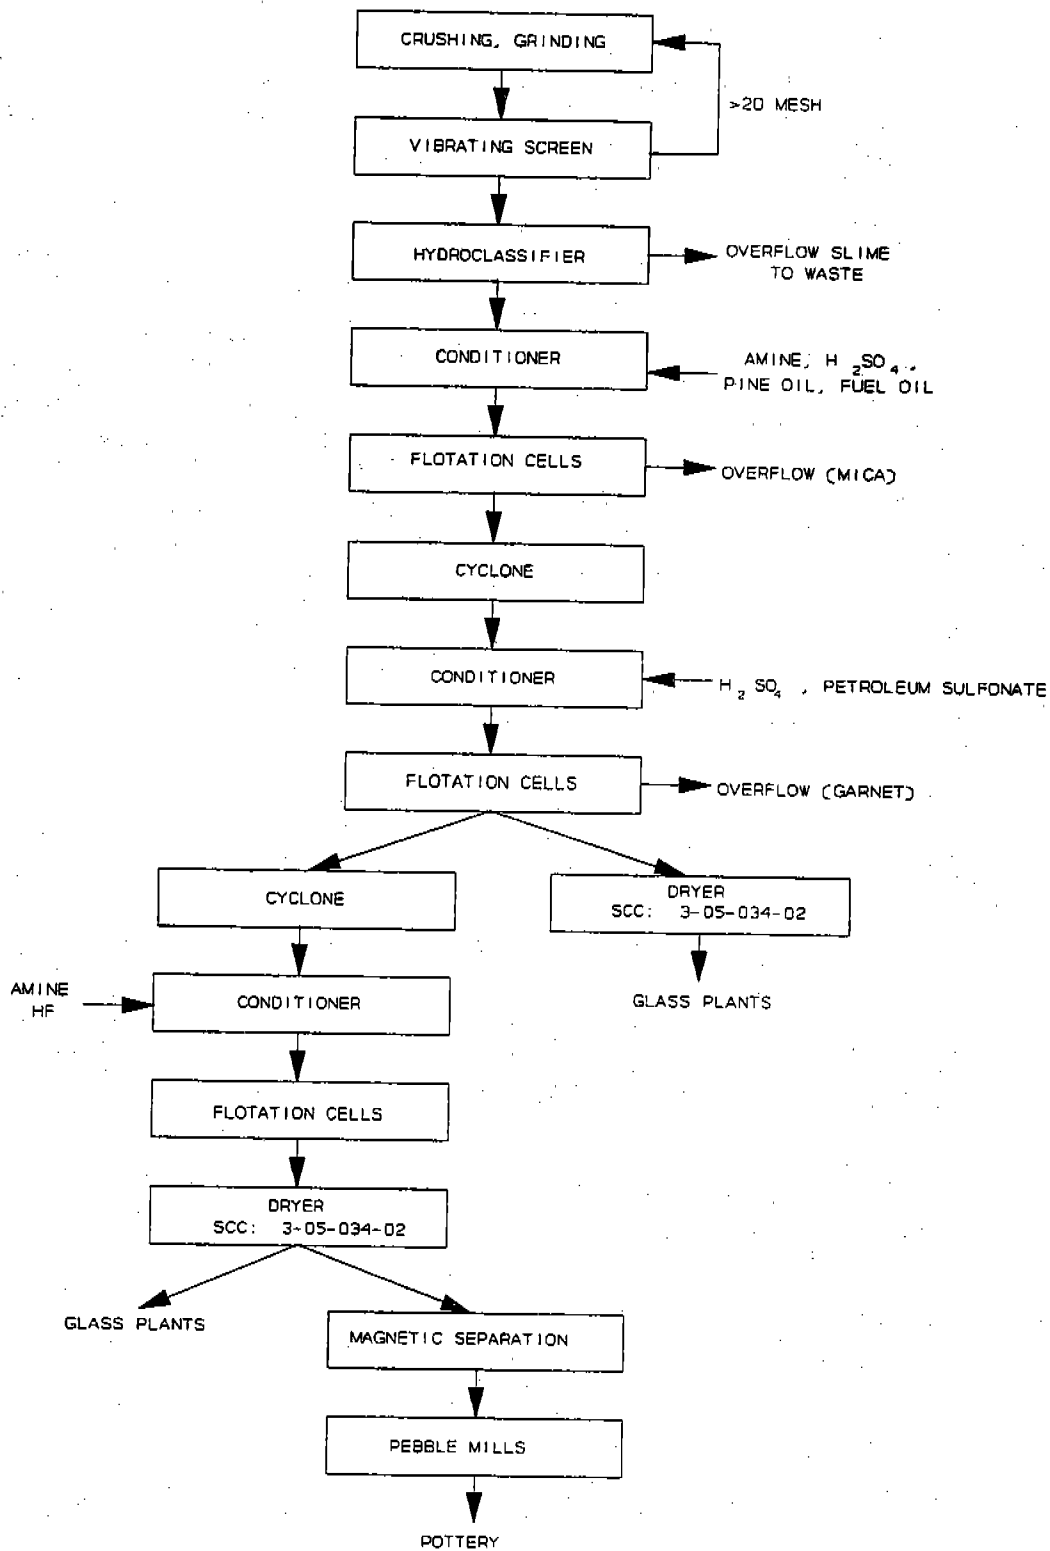 CRUSHING, GRINDING
>20 MESH
VIBRATING SCREEN
HYDROCLASSIFIER
OVERFLOW SLIME
TO WASTE
CONDITIONER
AMINE, H2SO4,
PINE OIL, FUEL OIL
FLOTATION CELLS
OVERFLOW (MICA)
CYCLONE
CONDITIONER
H2SO4, PETROLEUM SULFONATE
FLOTATION CELLS
OVERFLOW (GARNET)
CYCLONE
DRYER
SCC: 3-05-034-02
GLASS PLANTS
AMINE
HF
CONDITIONER
FLOTATION CELLS
DRYER
SCC: 3-05-034-02
GLASS PLANTS
MAGNETIC SEPARATION
PEBBLE MILLS
POTTERY